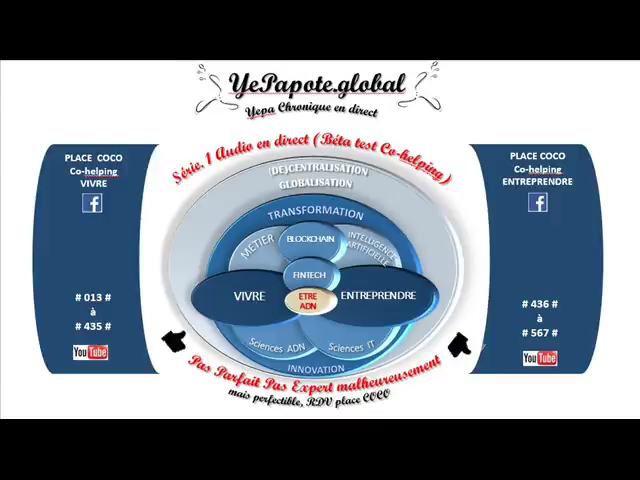 YePapote.global
Yepa Chronique en direct
Série. 1 Audio en direct ( Béta test Co-helping)
(DE)CENTRALISATION
GLOBALISATION
TRANSFORMATION
METIER
BLOCKCHAIN
INTELLIGENCE
ARTIFICIELLE
FINTECH
VIVRE
ETRE
ADN
ENTREPRENDRE
Sciences ADN
Sciences IT
INNOVATION
Pas Parfait Pas Expert malheureusement
mais perfectible, RDV place COCO
PLACE COCO
Co-helping
VIVRE
f
# 013 #
à
# 435 #
YouTube
PLACE COCO
Co-helping
ENTREPRENDRE
f
# 436 #
à
# 567 #
YouTube